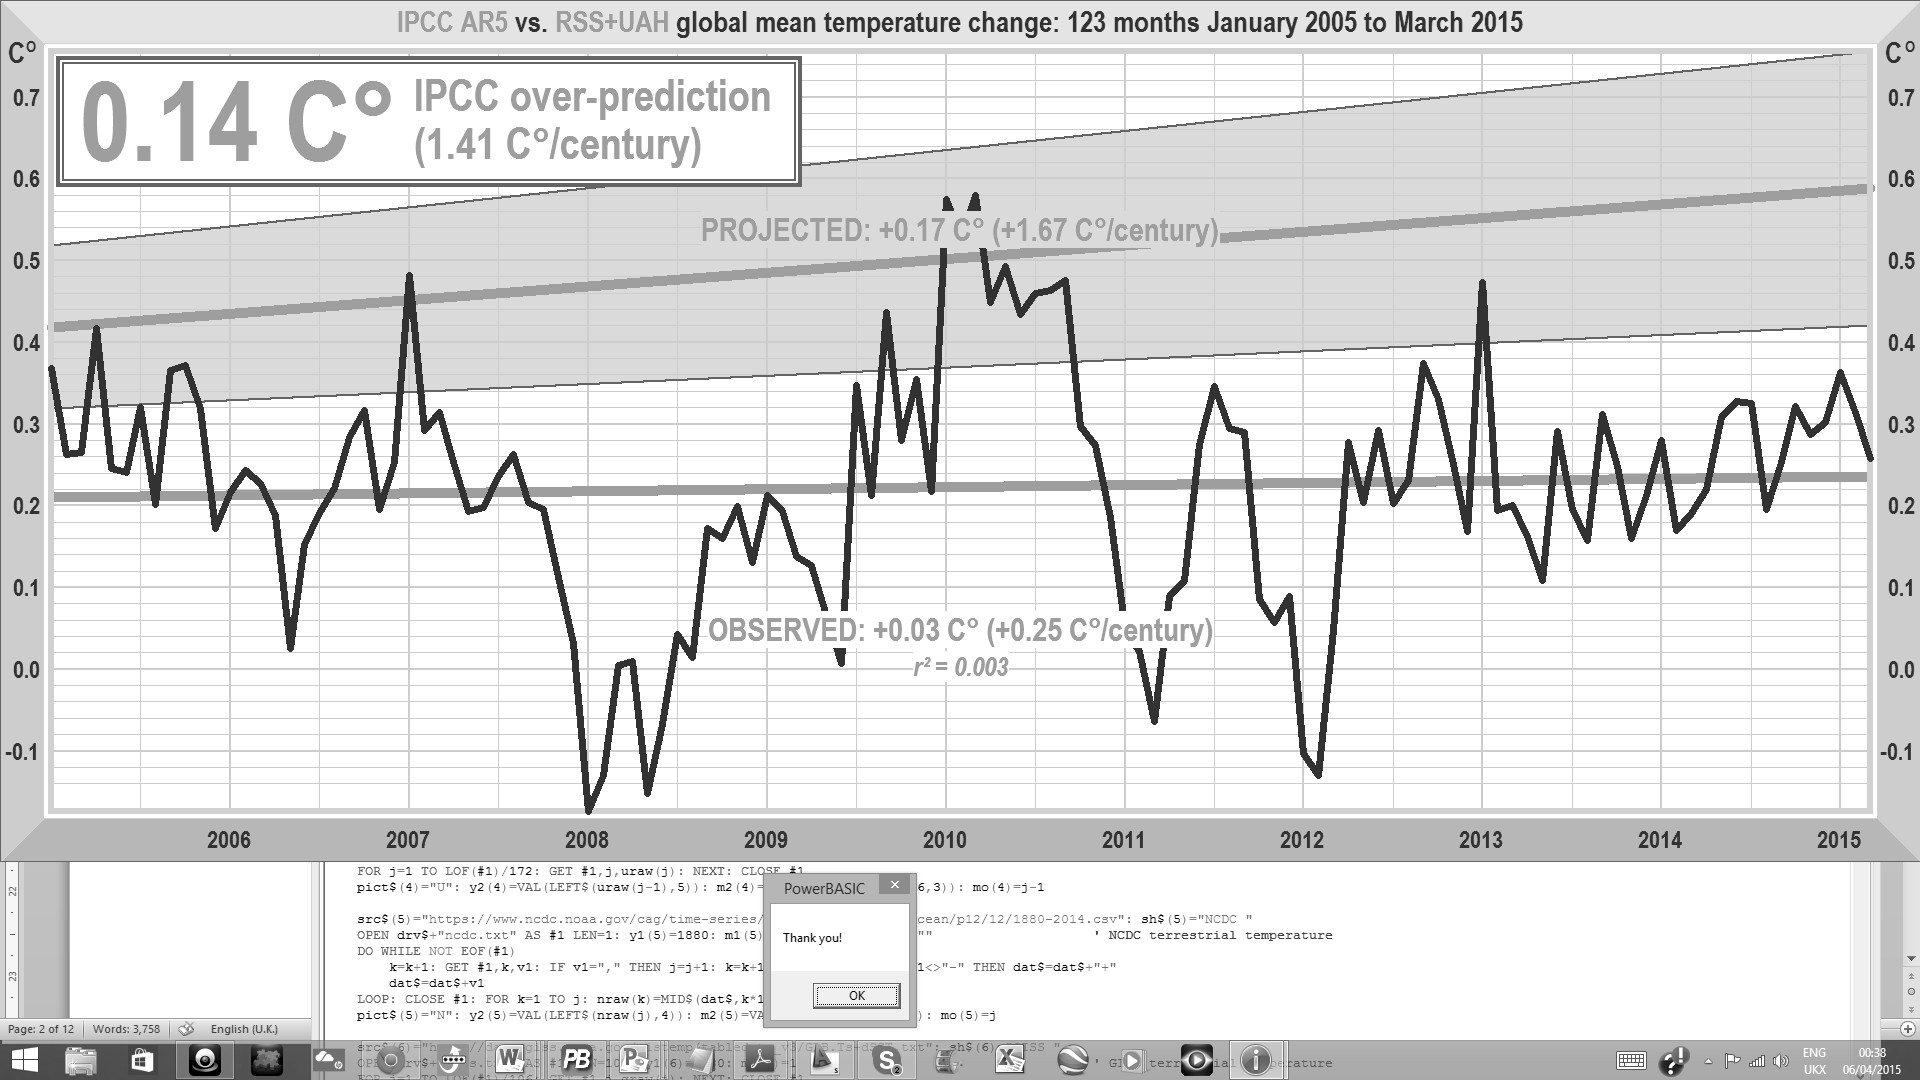 IPCC AR5 vs. RSS+UAH global mean temperature change: 123 months January 2005 to March 2015
C° C°
0.14 C° IPCC over-prediction
(1.41 C°/century)
0.7 0.7
0.6 0.6
PROJECTED: +0.17 C° (+1.67 C°/century)
0.5 0.5
0.4 0.4
0.3 0.3
0.2 0.2
0.1 0.1
OBSERVED: +0.03 C° (+0.25 C°/century)
r² = 0.003
0.0 0.0
-0.1 -0.1
2006 2007 2008 2009 2010 2011 2012 2013 2014 2015
FOR j=1 TO LOF(#1)/172: GET #1,j,uraw(j): NEXT: CLOSE #1
pict$(4)="U": y2(4)=VAL(LEFT$(uraw(j-1),5)): m2(4)= 6,3)): mo(4)=j-1
src$(5)="https://www.ncdc.noaa.gov/cag/time-series/ cean/p12/12/1880-2014.csv": sh$(5)="NCDC "
OPEN drv$+"ncdc.txt" AS #1 LEN=1: y1(5)=1880: m1(5) "" ' NCDC terrestrial temperature
DO WHILE NOT EOF(#1)
k=k+1: GET #1,k,v1: IF v1="," THEN j=j+1: k=k+1 1<>"-" THEN dat$=dat$+"+"
dat$=dat$+v1
LOOP: CLOSE #1: FOR k=1 TO j: nraw(k)=MID$(dat$,k*1
pict$(5)="N": y2(5)=VAL(LEFT$(nraw(j),4)): m2(5)=VA ): mo(5)=j
PowerBASIC
Thank you!
OK
22
23
Page: 2 of 12 Words: 3,758 English (U.K.)
ENG 00:38
UKX 06/04/2015